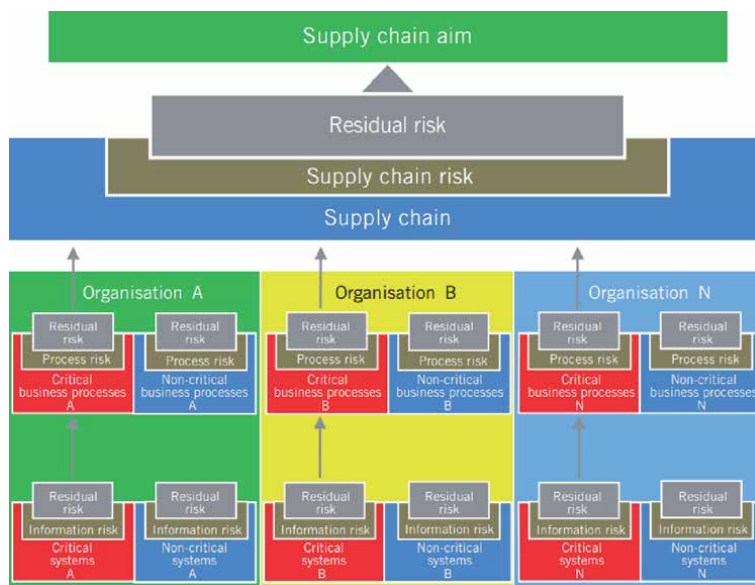 Supply chain aim
Residual risk
Supply chain risk
Supply chain
Organisation A
Residual
risk
Process risk
Critical
business processes
A
Residual
risk
Process risk
Non-critical
business processes
A
Residual
risk
Information risk
Critical
systems
A
Residual
risk
Information risk
Non-critical
systems
A
Organisation B
Residual
risk
Process risk
Critical
business processes
B
Residual
risk
Process risk
Non-critical
business processes
B
Residual
risk
Information risk
Critical
systems
B
Residual
risk
Information risk
Non-critical
systems
B
Organisation N
Residual
risk
Process risk
Critical
business processes
N
Residual
risk
Process risk
Non-critical
business processes
N
Residual
risk
Information risk
Critical
systems
N
Residual
risk
Information risk
Non-critical
systems
N